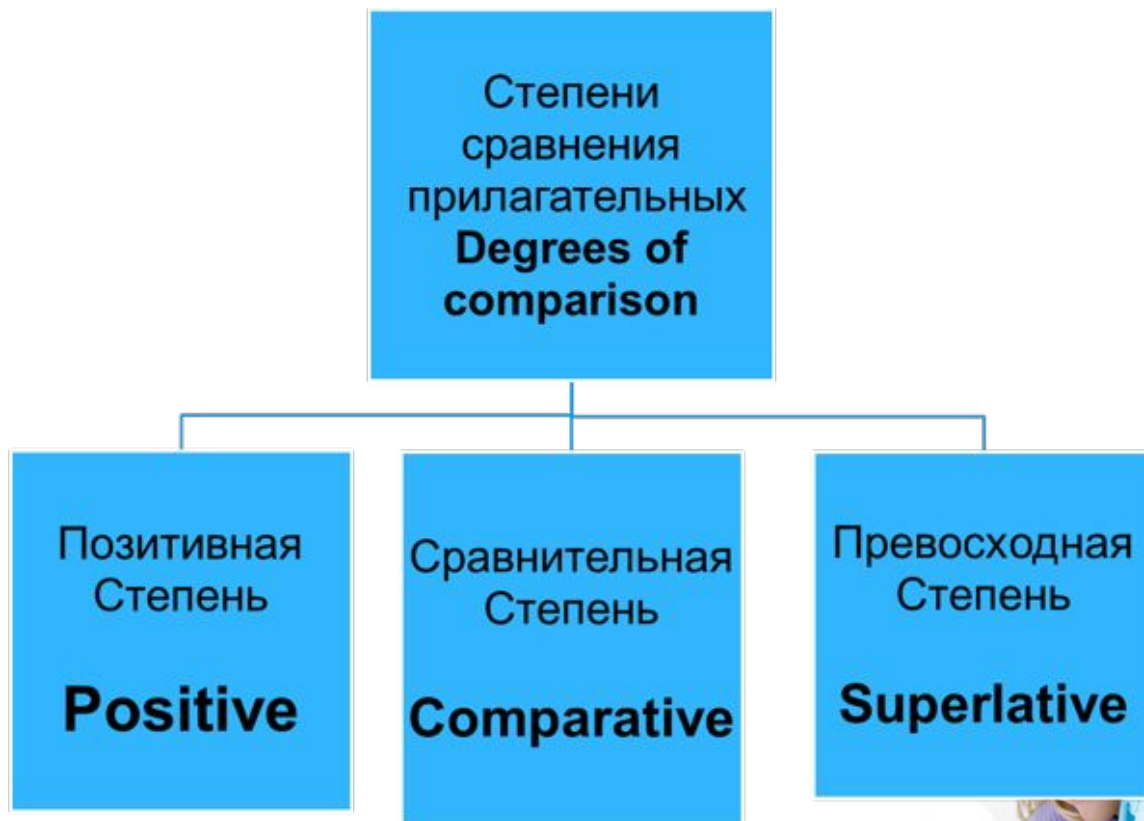 Степени
сравнения
прилагательных
Degrees of
comparison
Позитивная
Степень
Positive
Сравнительная
Степень
Comparative
Превосходная
Степень
Superlative